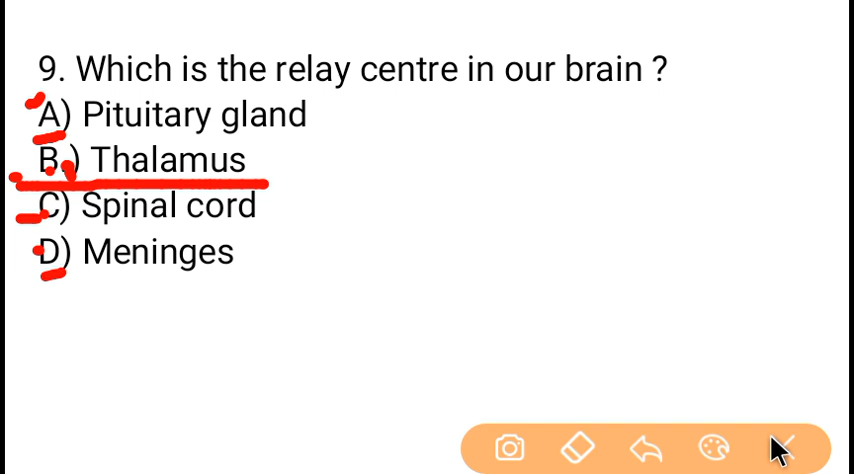 9. Which is the relay centre in our brain ?
A) Pituitary gland
B.) Thalamus
C) Spinal cord
D) Meninges